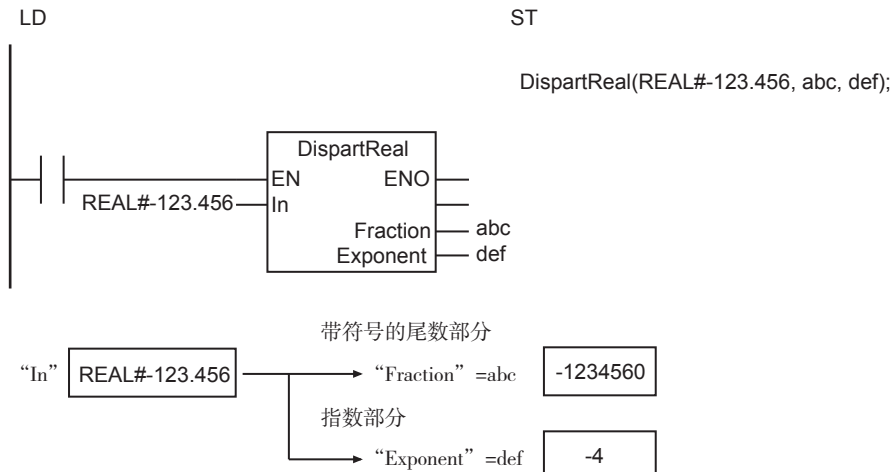 LD
ST
DispartReal(REAL#-123.456, abc, def);
DispartReal
EN ENO
REAL#-123.456 In
Fraction abc
Exponent def
带符号的尾数部分
“In” REAL#-123.456 “Fraction” =abc -1234560
指数部分
“Exponent” =def -4